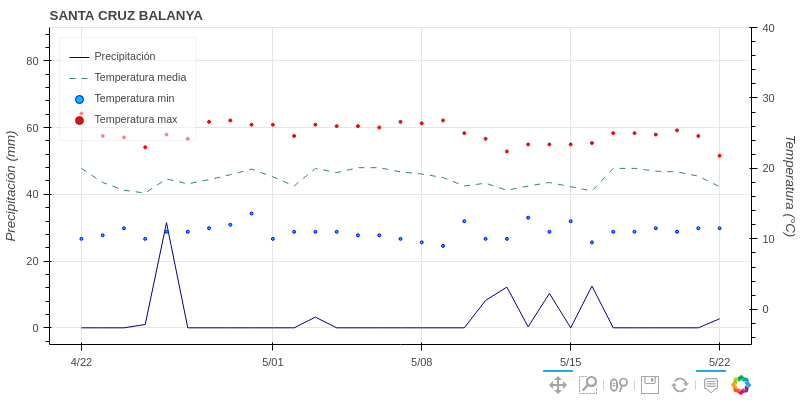 SANTA CRUZ BALANYA
Precipitación
Temperatura media
Temperatura min
Temperatura max
Precipitación (mm)
80
60
40
20
0
Temperatura (°C)
40
30
20
10
0
4/22 5/01 5/08 5/15 5/22